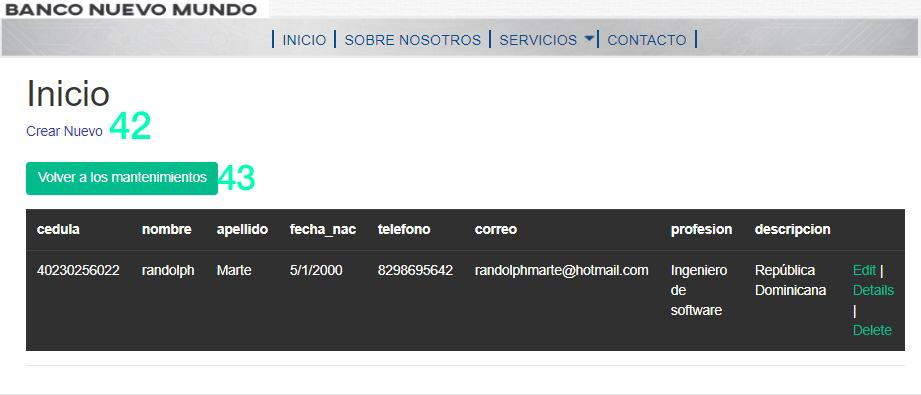 BANCO NUEVO MUNDO
INICIO SOBRE NOSOTROS SERVICIOS CONTACTO
Inicio
Crear Nuevo 42
Volver a los mantenimientos 43
cedula nombre apellido fecha_nac telefono correo profesion descripcion
40230256022 randolph Marte 5/1/2000 8298695642 randolphmarte@hotmail.com Ingeniero República Edit |
de Dominicana Details
software |
Delete